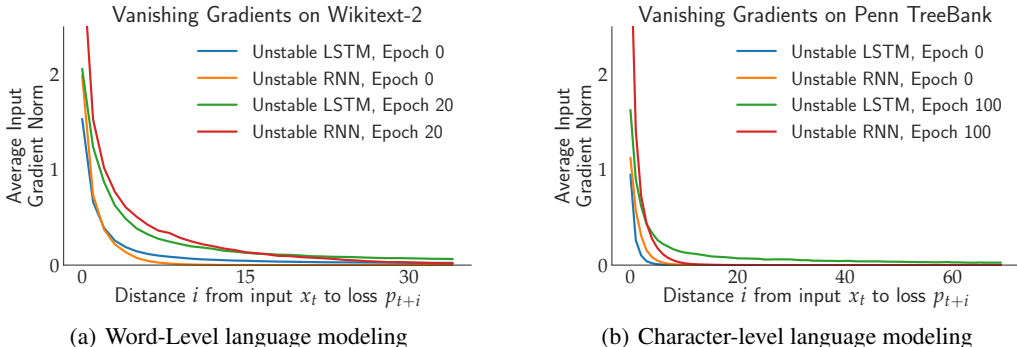 Vanishing Gradients on Wikitext-2
Average Input
Gradient Norm
2
1
0
Unstable LSTM, Epoch 0
Unstable RNN, Epoch 0
Unstable LSTM, Epoch 20
Unstable RNN, Epoch 20
0 15 30
Distance i from input x_t to loss p_{t+i}
(a) Word-Level language modeling
Vanishing Gradients on Penn TreeBank
Average Input
Gradient Norm
2
1
0
Unstable LSTM, Epoch 0
Unstable RNN, Epoch 0
Unstable LSTM, Epoch 100
Unstable RNN, Epoch 100
0 20 40 60
Distance i from input x_t to loss p_{t+i}
(b) Character-level language modeling